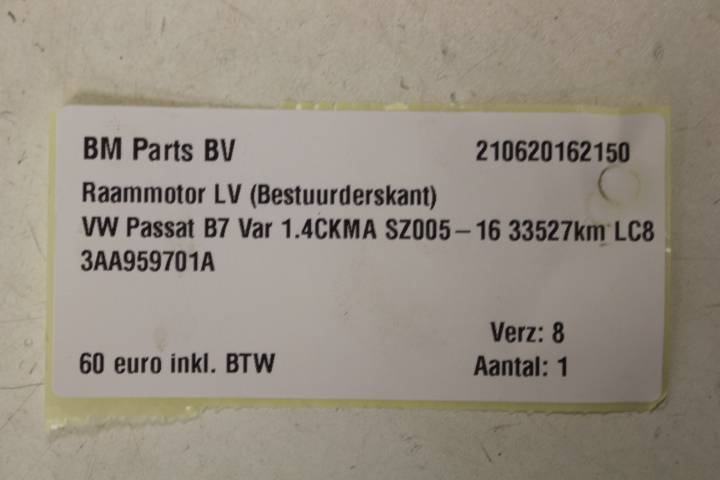 BM Parts BV 210620162150
Raammotor LV (Bestuurderskant)
VW Passat B7 Var 1.4CKMA SZ005-16 33527km LC8
3AA959701A
Verz: 8
60 euro inkl. BTW Aantal: 1